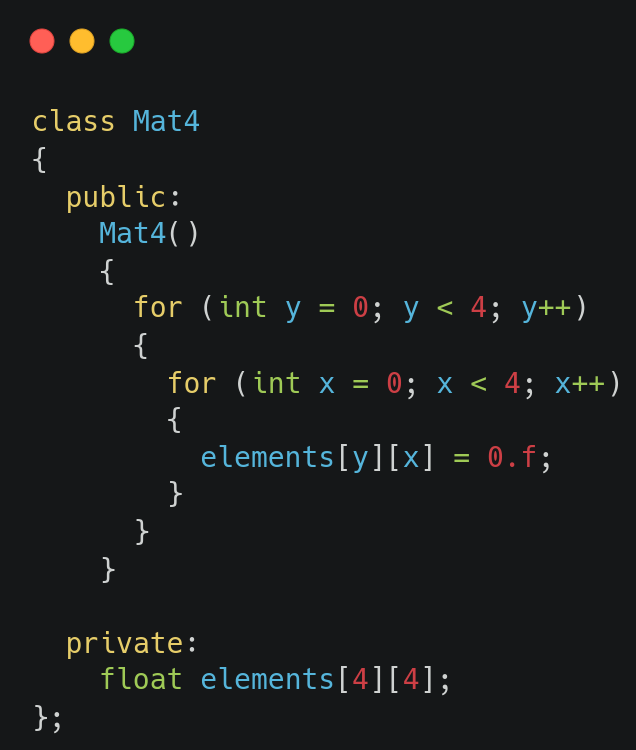 class Mat4
{
  public:
    Mat4()
    {
      for (int y = 0; y < 4; y++)
      {
        for (int x = 0; x < 4; x++)
        {
          elements[y][x] = 0.f;
        }
      }
    }

  private:
    float elements[4][4];
};